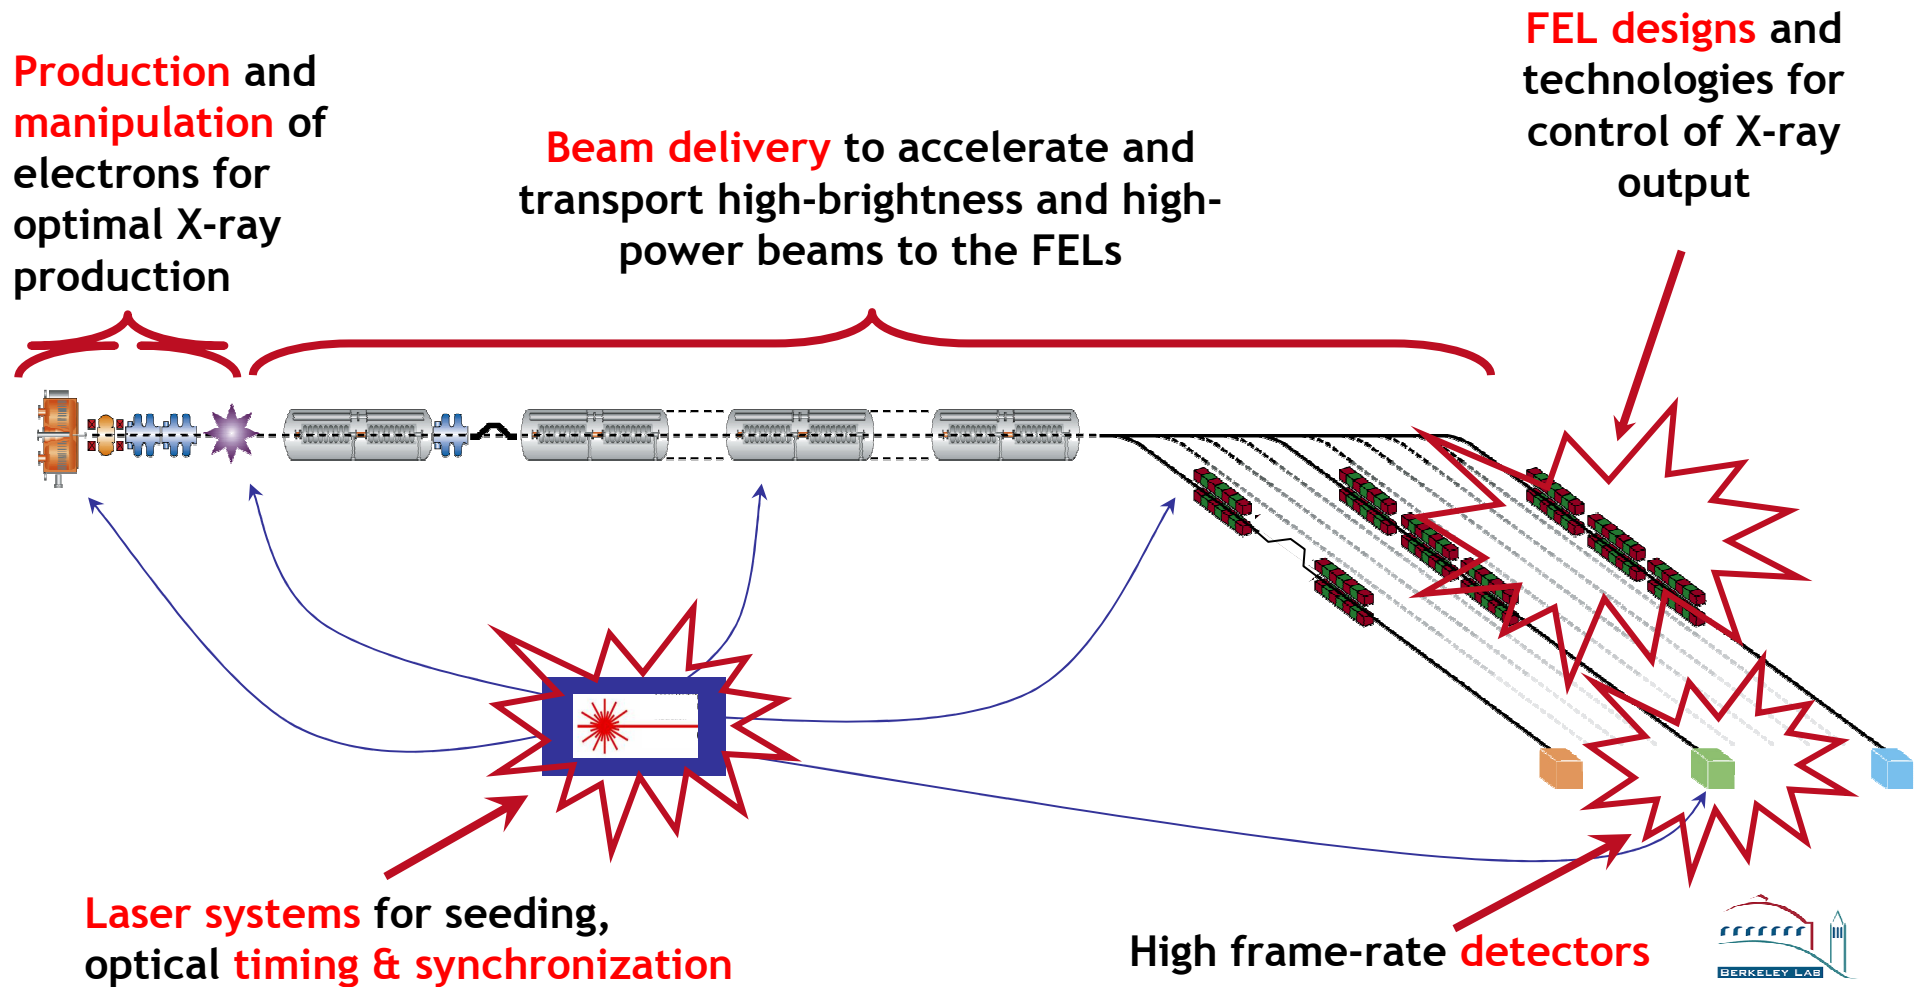 Production and
manipulation of
electrons for
optimal X-ray
production
Beam delivery to accelerate and
transport high-brightness and high-
power beams to the FELs
FEL designs and
technologies for
control of X-ray
output
Laser systems for seeding,
optical timing & synchronization
High frame-rate detectors
BERKELEY LAB